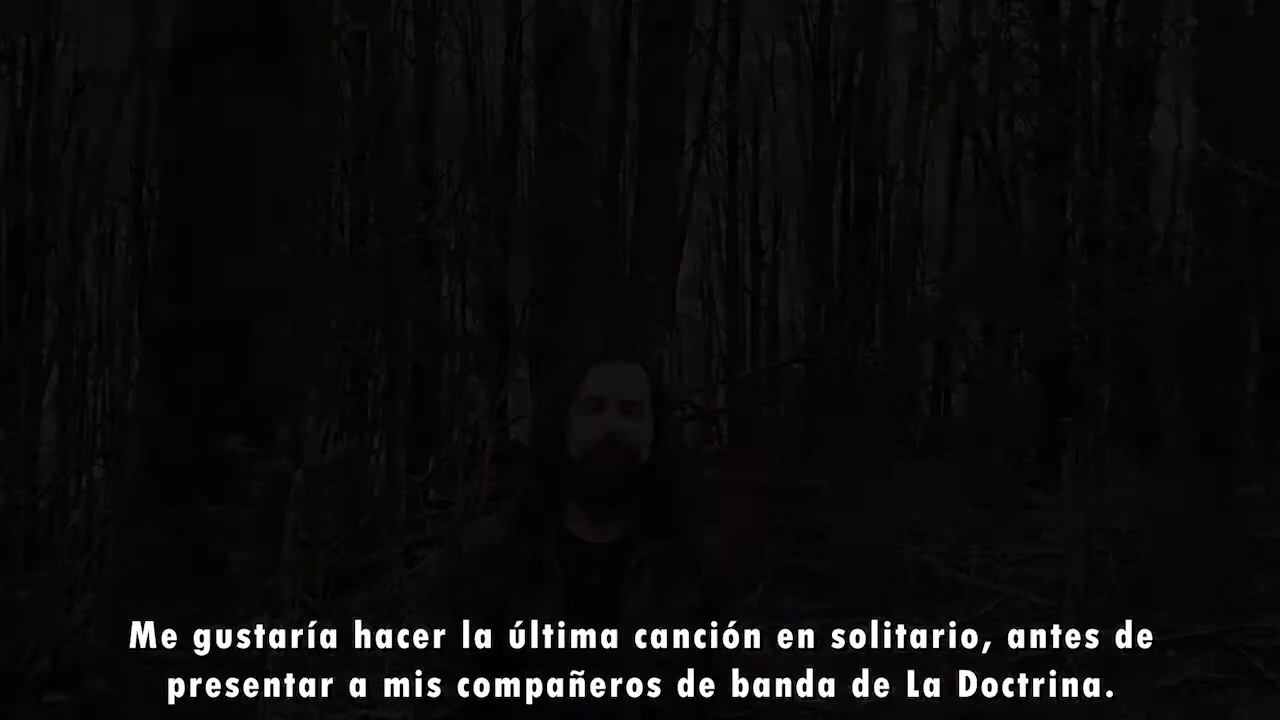 Me gustaría hacer la última canción en solitario, antes de
presentar a mis compañeros de banda de La Doctrina.